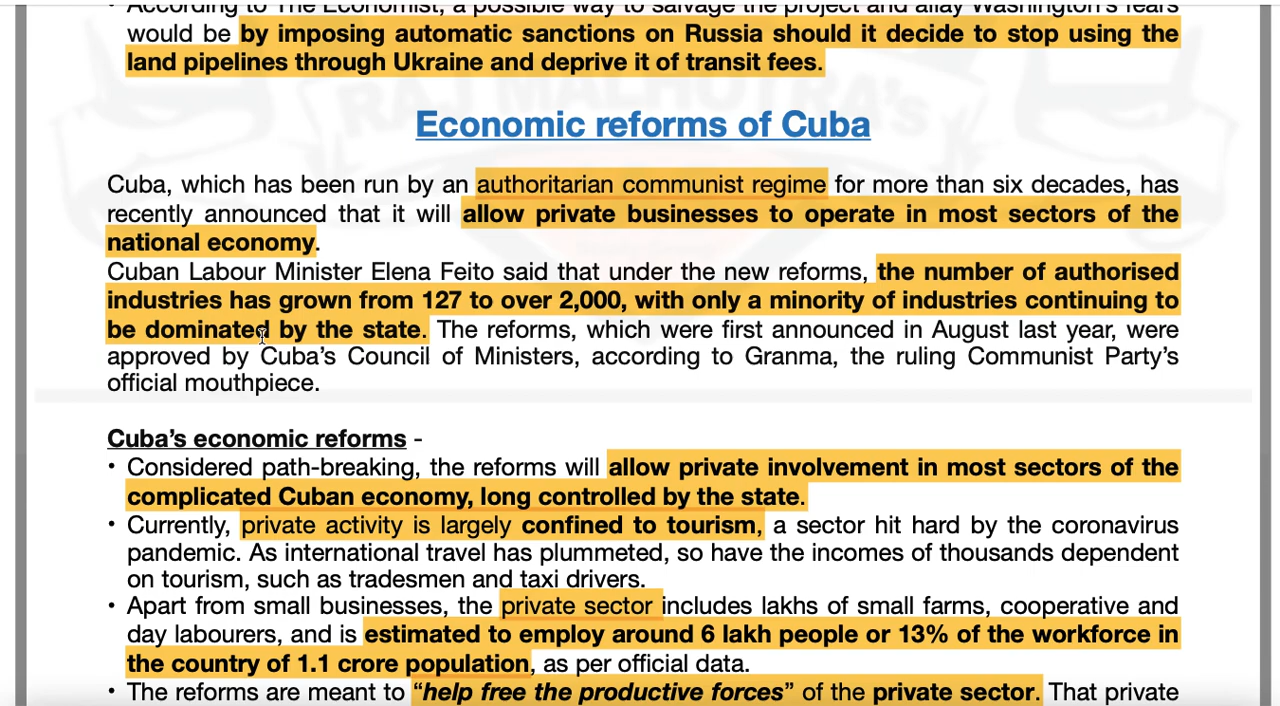 • According to The Economist, a possible way to salvage the project and allay Washington's fears
would be by imposing automatic sanctions on Russia should it decide to stop using the
land pipelines through Ukraine and deprive it of transit fees.
RAJ MALHOTRA's
Economic reforms of Cuba
Cuba, which has been run by an authoritarian communist regime for more than six decades, has
recently announced that it will allow private businesses to operate in most sectors of the
national economy.
Cuban Labour Minister Elena Feito said that under the new reforms, the number of authorised
industries has grown from 127 to over 2,000, with only a minority of industries continuing to
be dominated by the state. The reforms, which were first announced in August last year, were
approved by Cuba’s Council of Ministers, according to Granma, the ruling Communist Party’s
official mouthpiece.
Cuba’s economic reforms -
• Considered path-breaking, the reforms will allow private involvement in most sectors of the
complicated Cuban economy, long controlled by the state.
• Currently, private activity is largely confined to tourism, a sector hit hard by the coronavirus
pandemic. As international travel has plummeted, so have the incomes of thousands dependent
on tourism, such as tradesmen and taxi drivers.
• Apart from small businesses, the private sector includes lakhs of small farms, cooperative and
day labourers, and is estimated to employ around 6 lakh people or 13% of the workforce in
the country of 1.1 crore population, as per official data.
• The reforms are meant to “help free the productive forces” of the private sector. That private